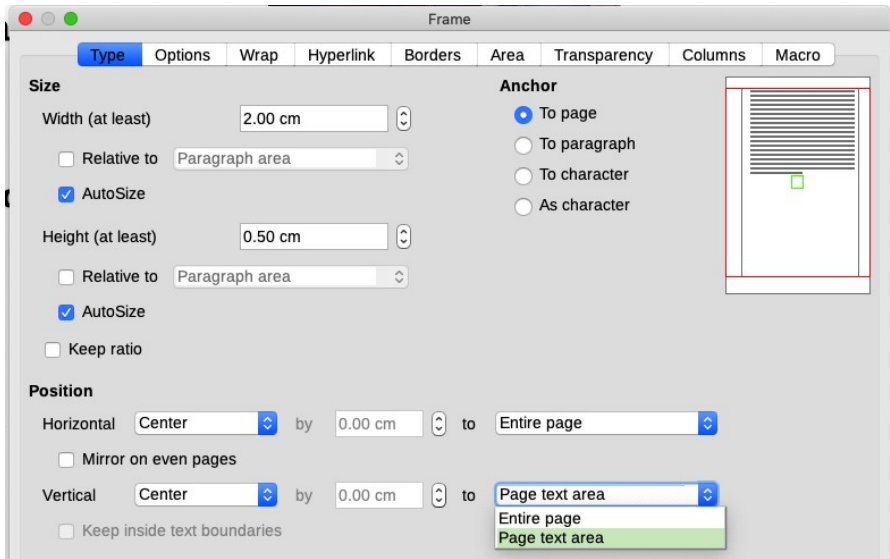 Frame
Type Options Wrap Hyperlink Borders Area Transparency Columns Macro
Size
Width (at least) 2.00 cm
Relative to Paragraph area
AutoSize
Height (at least) 0.50 cm
Relative to Paragraph area
AutoSize
Keep ratio
Anchor
To page
To paragraph
To character
As character
Position
Horizontal Center by 0.00 cm to Entire page
Mirror on even pages
Vertical Center by 0.00 cm to Page text area
Entire page
Page text area
Keep inside text boundaries